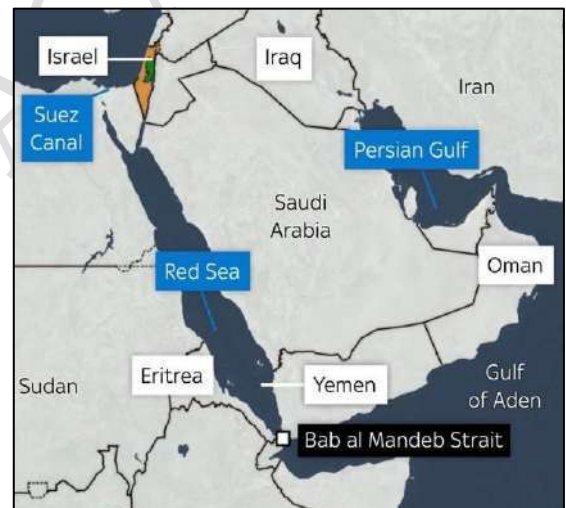 Israel
Iraq
Iran
Suez
Canal
Persian Gulf
Saudi
Arabia
Red Sea
Oman
Sudan
Eritrea
Yemen
Gulf
of Aden
Bab al Mandeb Strait